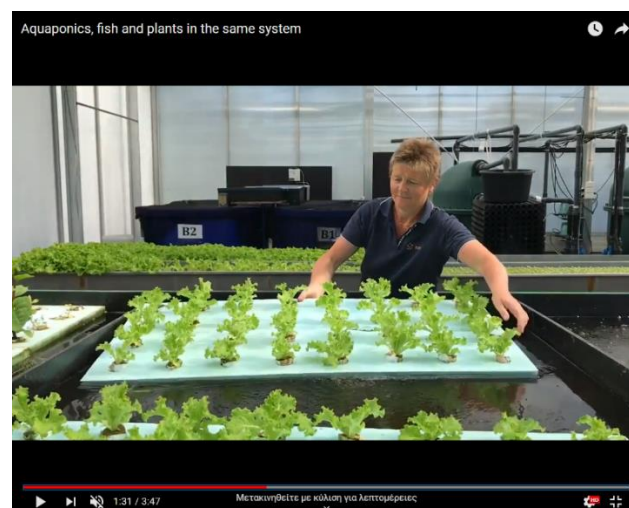 Aquaponics, fish and plants in the same system
B2
B1
1:31 / 3:47
Μετακινηθείτε με κύλιση για λεπτομέρειες
HD